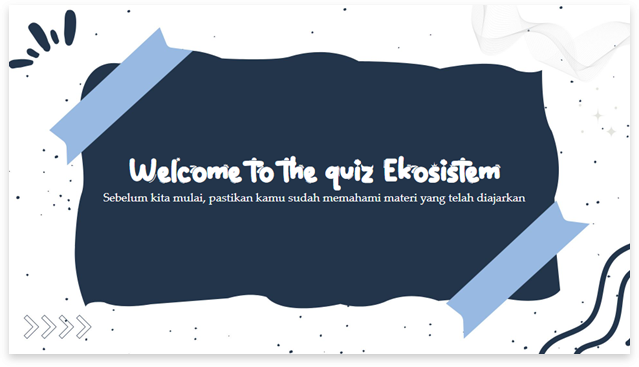 Welcome to the quiz Ekosistem
Sebelum kita mulai, pastikan kamu sudah memahami materi yang telah diajarkan